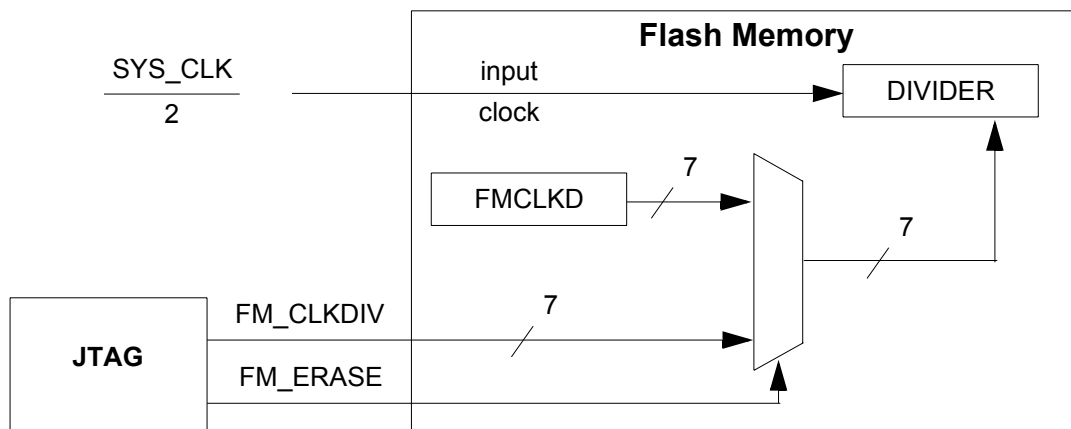 Flash Memory
SYS_CLK
2
input
clock
DIVIDER
7
FMCLKD
7
FM_CLKDIV
7
JTAG
FM_ERASE